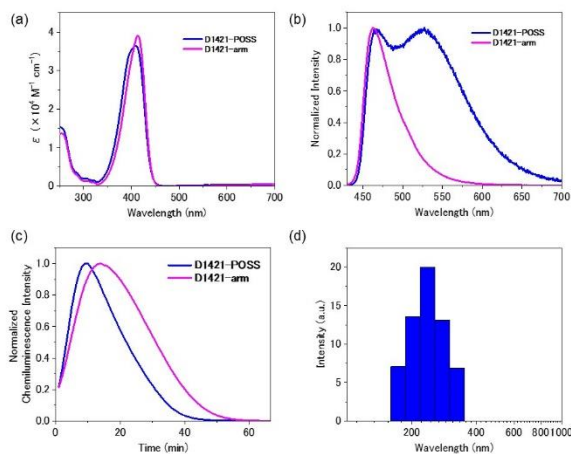 (a)
4
3
2
1
0
ε (×10⁴ M⁻¹ cm⁻¹)
D1421-POSS
D1421-arm
300 400 500 600 700
Wavelength (nm)
(b)
1.0
0.8
0.6
0.4
0.2
0.0
Normalized Intensity
D1421-POSS
D1421-arm
450 500 550 600 650 700
Wavelength (nm)
(c)
1.0
0.8
0.6
0.4
0.2
0.0
Normalized
Chemiluminescence Intensity
D1421-POSS
D1421-arm
0 20 40 60
Time (min)
(d)
20
15
10
5
0
Intensity (a.u.)
200 400 600 800 1000
Wavelength (nm)